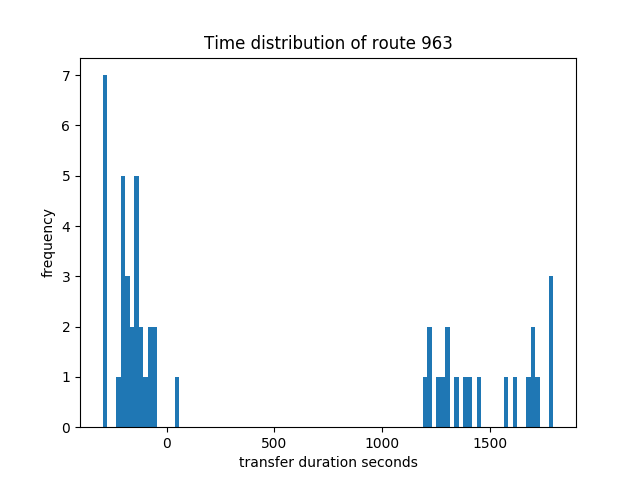 Time distribution of route 963
7
6
5
4
3
2
1
0
frequency
0 500 1000 1500
transfer duration seconds